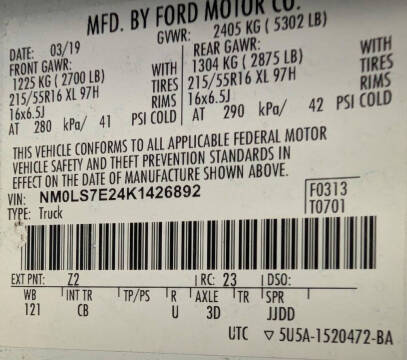 MFD. BY FORD MOTOR CO.
DATE: 03/19 GVWR: 2405 KG (5302 LB)
FRONT GAWR: REAR GAWR:
1225 KG (2700 LB) WITH 1304 KG (2875 LB) WITH
215/55R16 XL 97H TIRES 215/55R16 XL 97H TIRES
16x6.5J RIMS 16x6.5J RIMS
AT 280 kPa/ 41 PSI COLD AT 290 kPa/ 42 PSI COLD
THIS VEHICLE CONFORMS TO ALL APPLICABLE FEDERAL MOTOR
VEHICLE SAFETY AND THEFT PREVENTION STANDARDS IN
EFFECT ON THE DATE OF MANUFACTURE SHOWN ABOVE.
VIN: NM0LS7E24K1426892 F0313
TYPE: Truck T0701
EXT PNT: Z2 RC: 23 DSO:
WB INT TR TP/PS R AXLE TR SPR
121 CB U 3D JJDD
UTC ▽ 5U5A-1520472-BA